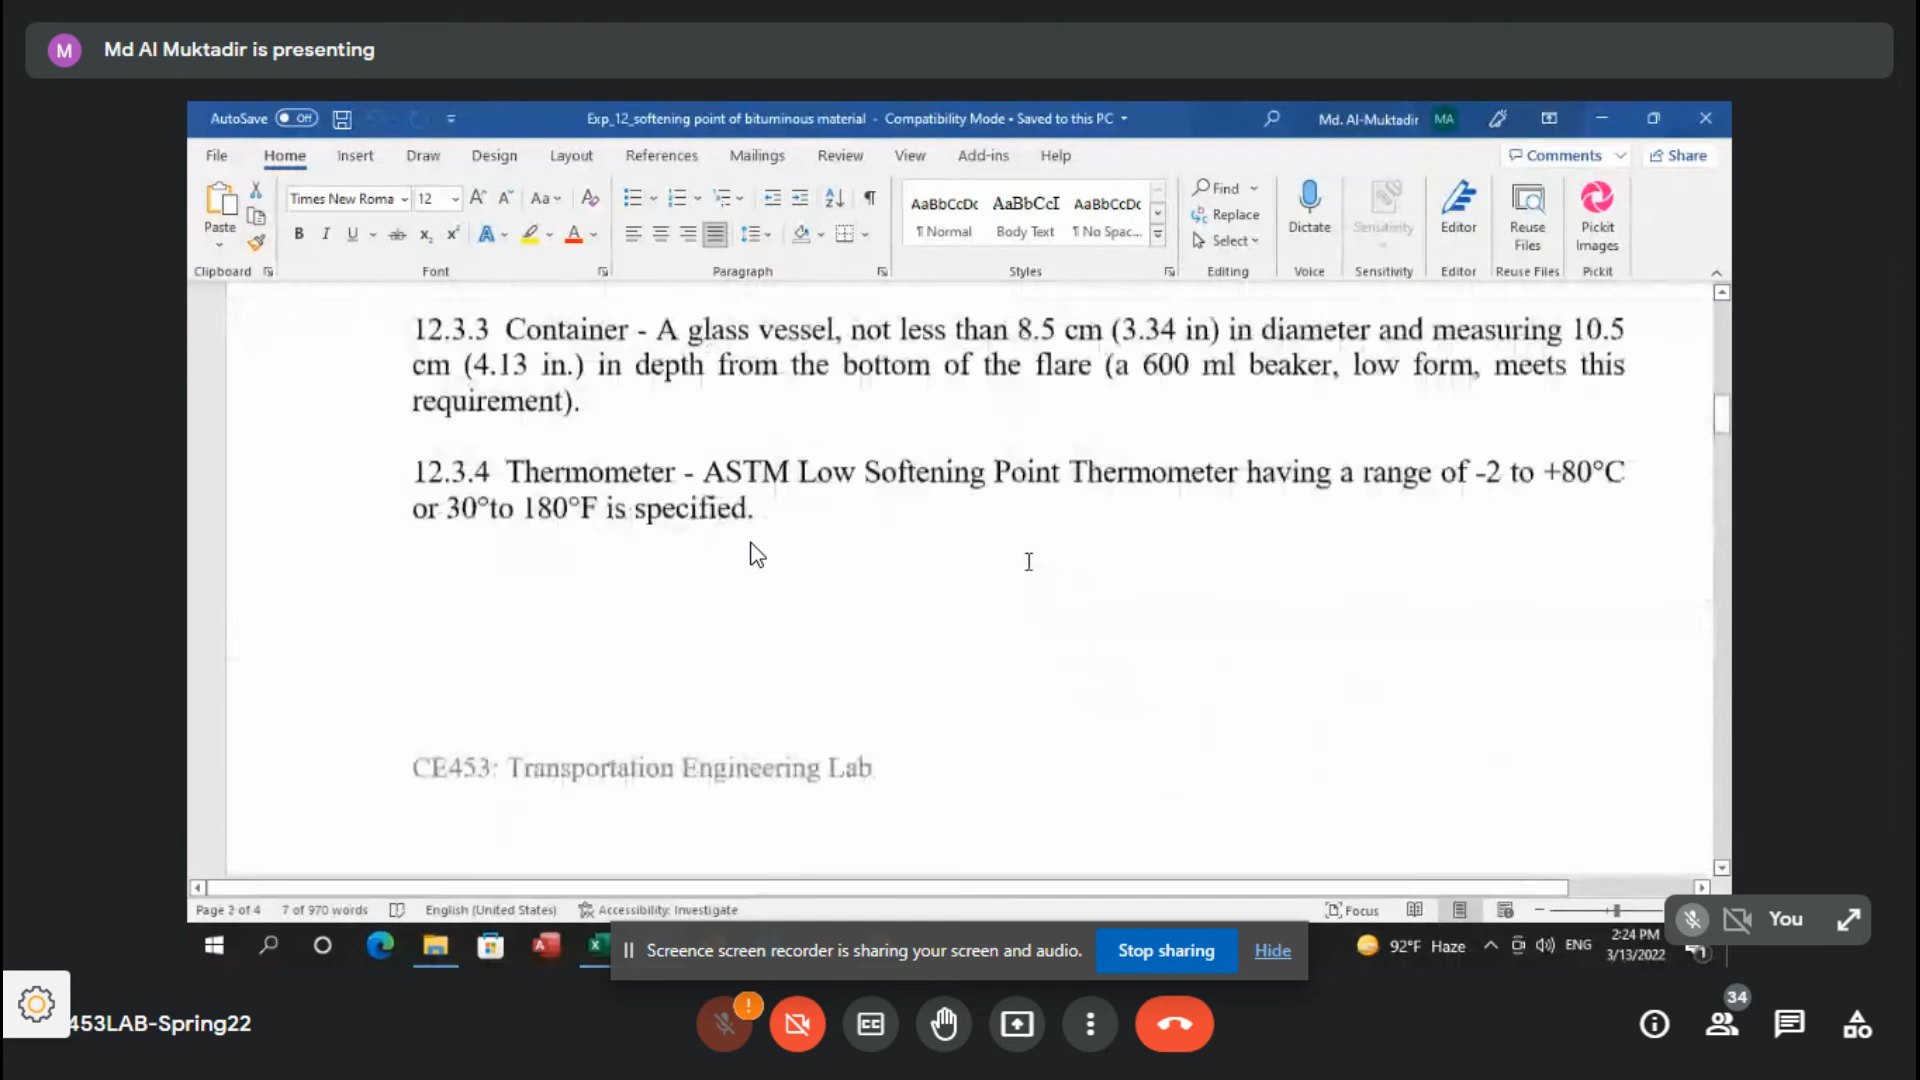 M Md Al Muktadir is presenting
AutoSave Off Exp_12_softening point of bituminous material - Compatibility Mode • Saved to this PC Md. Al-Muktadir MA
File Home Insert Draw Design Layout References Mailings Review View Add-ins Help Comments Share
Times New Roma 12 A A Aa A
AaBbCcDc AaBbCcI AaBbCcDc
Find
Replace
Select
Paste
B I U ab x₂ x² A A
¶ Normal Body Text ¶ No Spac...
Dictate Sensitivity Editor Reuse Files Pickit Images
Clipboard Font Paragraph Styles Editing Voice Sensitivity Editor Reuse Files Pickit
12.3.3 Container - A glass vessel, not less than 8.5 cm (3.34 in) in diameter and measuring 10.5
cm (4.13 in.) in depth from the bottom of the flare (a 600 ml beaker, low form, meets this
requirement).
12.3.4 Thermometer - ASTM Low Softening Point Thermometer having a range of -2 to +80°C
or 30°to 180°F is specified.
CE453: Transportation Engineering Lab
Page 2 of 4 7 of 970 words English (United States) Accessibility: Investigate Focus
You
Screence screen recorder is sharing your screen and audio. Stop sharing Hide
92°F Haze ENG 2:24 PM
3/13/2022 1
453LAB-Spring22
CC
34